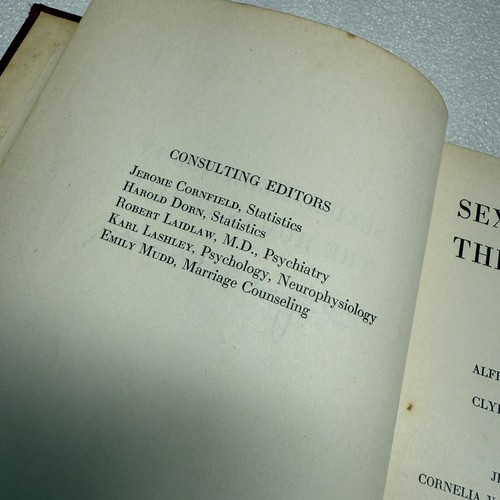 CONSULTING EDITORS
JEROME CORNFIELD, Statistics
HAROLD DORN, Statistics
ROBERT LAIDLAW, M.D., Psychiatry
KARL LASHLEY, Psychology, Neurophysiology
EMILY MUDD, Marriage Counseling
SEX
TH
ALF
CLY
J
CORNELIA